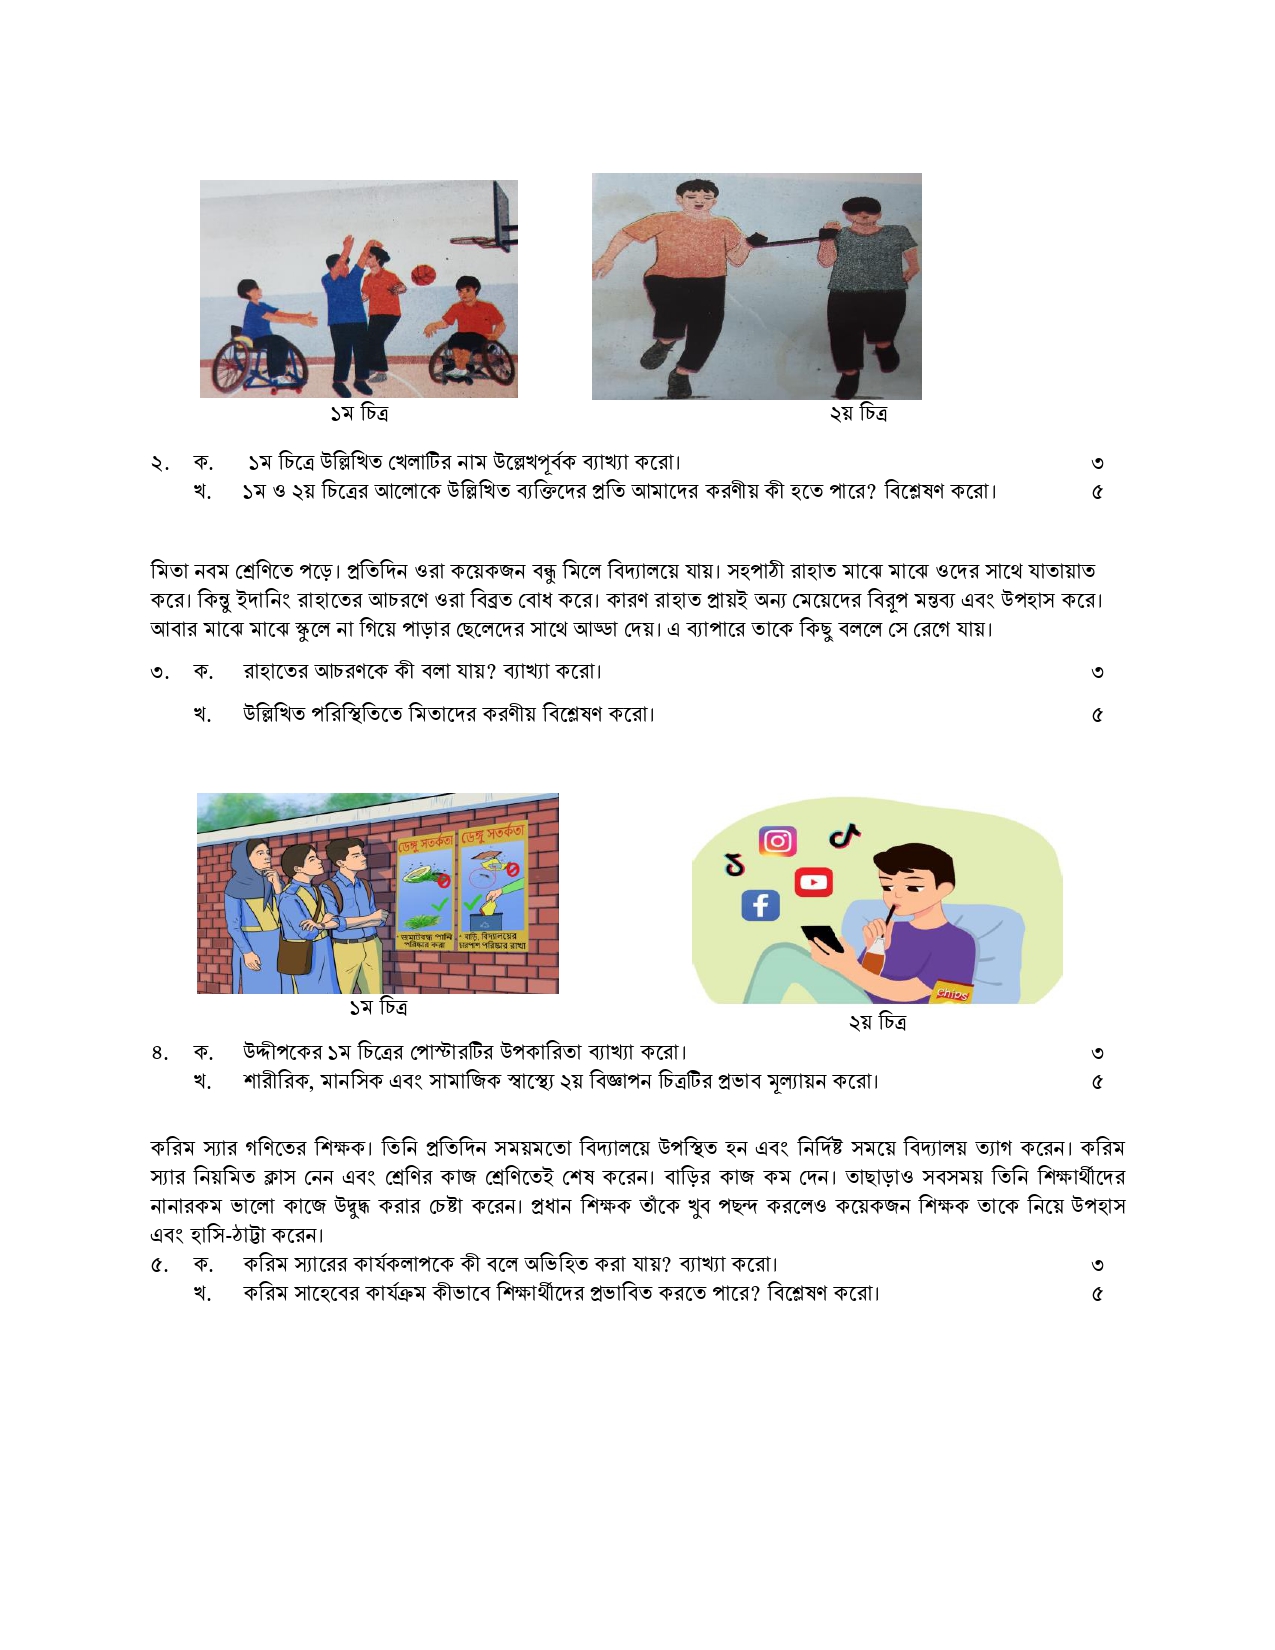 ১ম চিত্র
২য় চিত্র
২. ক. ১ম চিত্রে উল্লিখিত খেলাটির নাম উল্লেখপূর্বক ব্যাখ্যা করো। ৩
খ. ১ম ও ২য় চিত্রের আলোকে উল্লিখিত ব্যক্তিদের প্রতি আমাদের করণীয় কী হতে পারে? বিশ্লেষণ করো। ৫
মিতা নবম শ্রেণিতে পড়ে। প্রতিদিন ওরা কয়েকজন বন্ধু মিলে বিদ্যালয়ে যায়। সহপাঠী রাহাত মাঝে মাঝে ওদের সাথে যাতায়াত
করে। কিন্তু ইদানিং রাহাতের আচরণে ওরা বিব্রত বোধ করে। কারণ রাহাত প্রায়ই অন্য মেয়েদের বিরূপ মন্তব্য এবং উপহাস করে।
আবার মাঝে মাঝে স্কুলে না গিয়ে পাড়ার ছেলেদের সাথে আড্ডা দেয়। এ ব্যাপারে তাকে কিছু বললে সে রেগে যায়।
৩. ক. রাহাতের আচরণকে কী বলা যায়? ব্যাখ্যা করো। ৩
খ. উল্লিখিত পরিস্থিতিতে মিতাদের করণীয় বিশ্লেষণ করো। ৫
ডেঙ্গু সতর্কতা
জমাটবদ্ধ পানি
পরিষ্কার করা
ডেঙ্গু সতর্কতা
বাড়ি, বিদ্যালয়ের
চারপাশ পরিষ্কার রাখা
chips
১ম চিত্র
২য় চিত্র
৪. ক. উদ্দীপকের ১ম চিত্রের পোস্টারটির উপকারিতা ব্যাখ্যা করো। ৩
খ. শারীরিক, মানসিক এবং সামাজিক স্বাস্থ্যে ২য় বিজ্ঞাপন চিত্রটির প্রভাব মূল্যায়ন করো। ৫
করিম স্যার গণিতের শিক্ষক। তিনি প্রতিদিন সময়মতো বিদ্যালয়ে উপস্থিত হন এবং নির্দিষ্ট সময়ে বিদ্যালয় ত্যাগ করেন। করিম
স্যার নিয়মিত ক্লাস নেন এবং শ্রেণির কাজ শ্রেণিতেই শেষ করেন। বাড়ির কাজ কম দেন। তাছাড়াও সবসময় তিনি শিক্ষার্থীদের
নানারকম ভালো কাজে উদ্বুদ্ধ করার চেষ্টা করেন। প্রধান শিক্ষক তাঁকে খুব পছন্দ করলেও কয়েকজন শিক্ষক তাকে নিয়ে উপহাস
এবং হাসি-ঠাট্টা করেন।
৫. ক. করিম স্যারের কার্যকলাপকে কী বলে অভিহিত করা যায়? ব্যাখ্যা করো। ৩
খ. করিম সাহেবের কার্যক্রম কীভাবে শিক্ষার্থীদের প্রভাবিত করতে পারে? বিশ্লেষণ করো। ৫